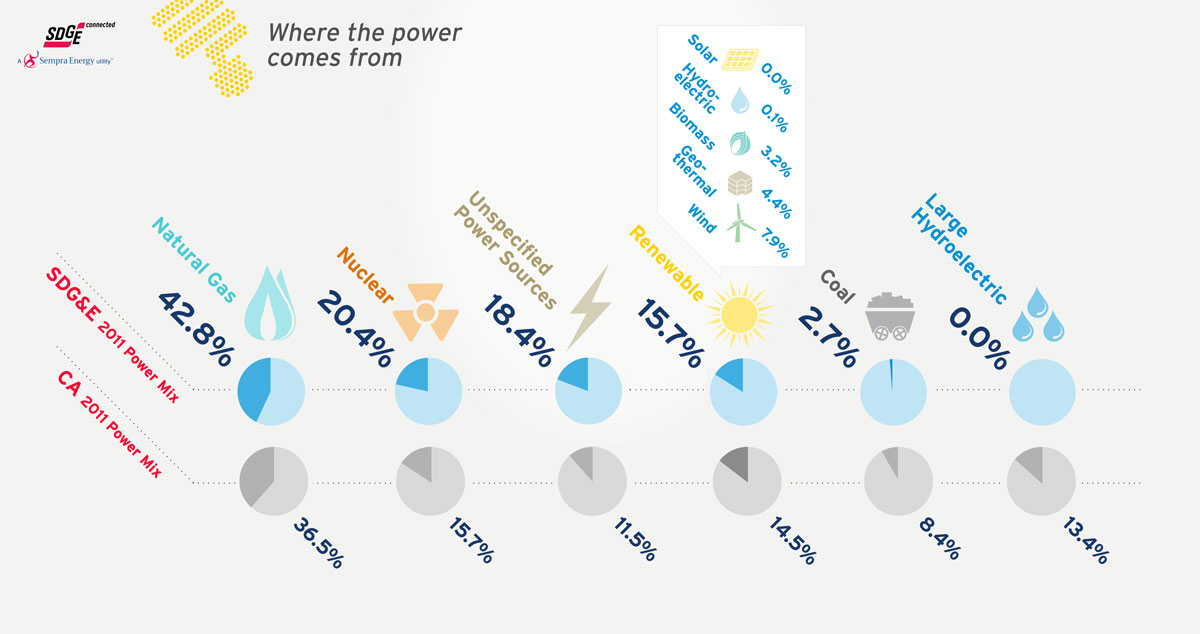 SDGE connected
A Sempra Energy utility™
Where the power
comes from
Solar
0.0%
Hydro-
electric
0.1%
Biomass
3.2%
Geo-
thermal
4.4%
Wind
7.9%
SDG&E 2011 Power Mix
Natural Gas
42.8%
Nuclear
20.4%
Unspecified
Power Sources
18.4%
Renewable
15.7%
Coal
2.7%
Large
Hydroelectric
0.0%
CA 2011 Power Mix
36.5%
15.7%
11.5%
14.5%
8.4%
13.4%